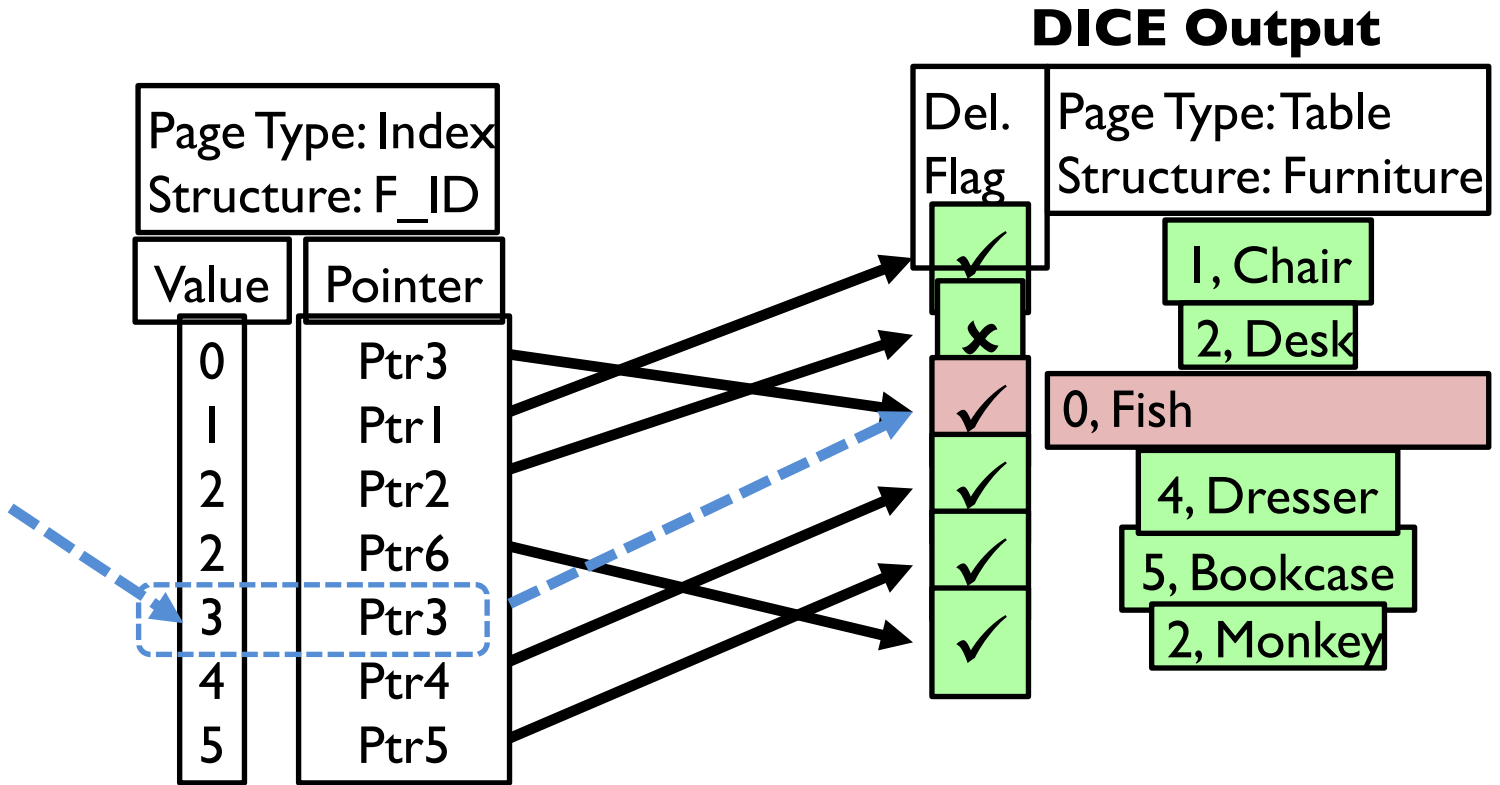 DICE Output
Page Type: Index
Structure: F_ID
Value Pointer
0 Ptr3
1 Ptr1
2 Ptr2
2 Ptr6
3 Ptr3
4 Ptr4
5 Ptr5
Del.
Flag
Page Type: Table
Structure: Furniture
✓ 1, Chair
✘ 2, Desk
✓ 0, Fish
✓ 4, Dresser
✓ 5, Bookcase
✓ 2, Monkey